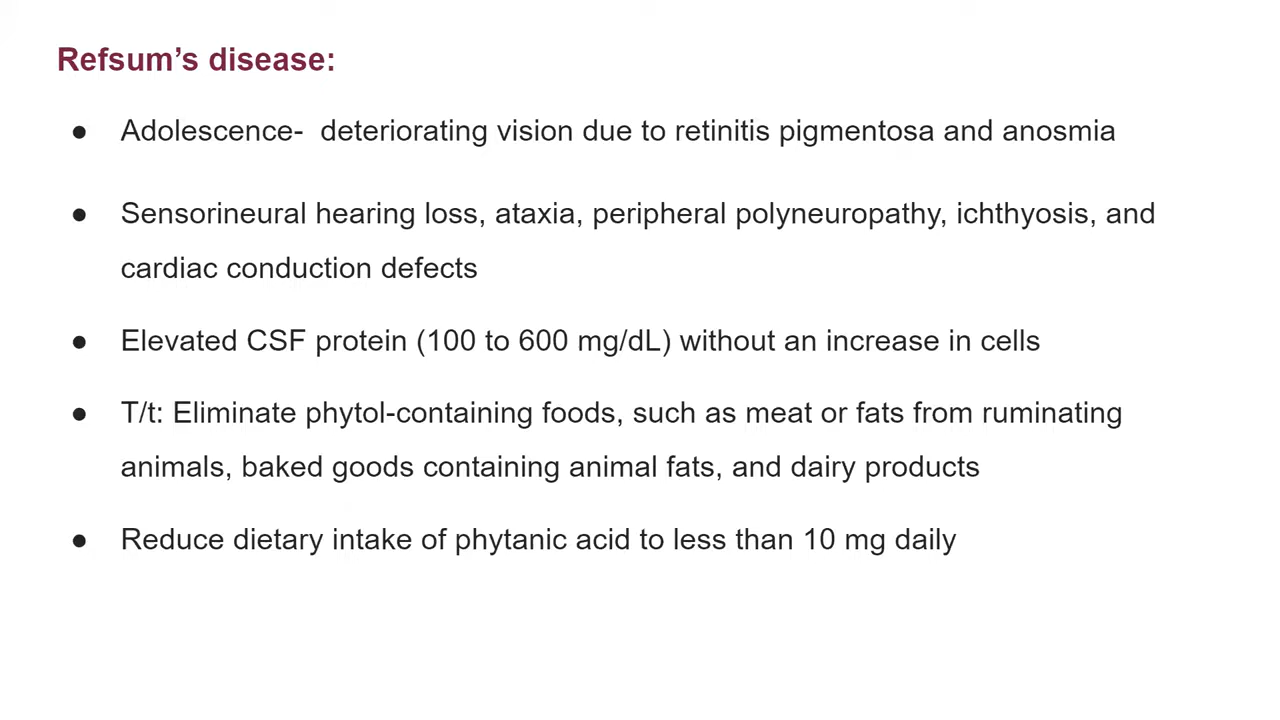 Refsum’s disease:
● Adolescence-  deteriorating vision due to retinitis pigmentosa and anosmia
● Sensorineural hearing loss, ataxia, peripheral polyneuropathy, ichthyosis, and
cardiac conduction defects
● Elevated CSF protein (100 to 600 mg/dL) without an increase in cells
● T/t: Eliminate phytol-containing foods, such as meat or fats from ruminating
animals, baked goods containing animal fats, and dairy products
● Reduce dietary intake of phytanic acid to less than 10 mg daily